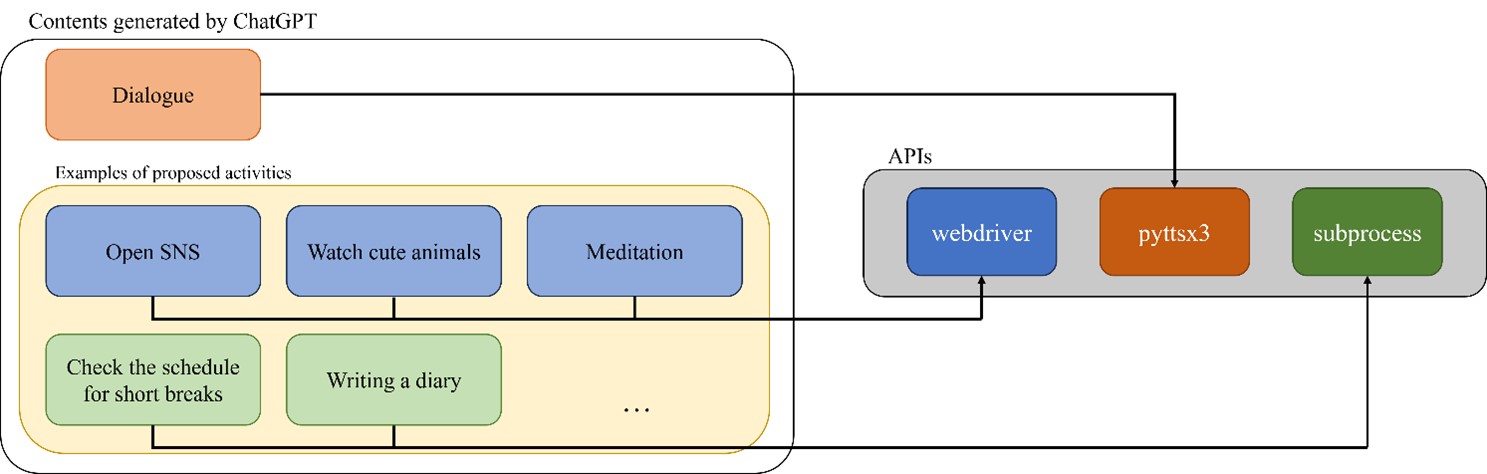 Contents generated by ChatGPT
Dialogue
Examples of proposed activities
APIs
Open SNS
Watch cute animals
Meditation
webdriver
pyttsx3
subprocess
Check the schedule
for short breaks
Writing a diary
...